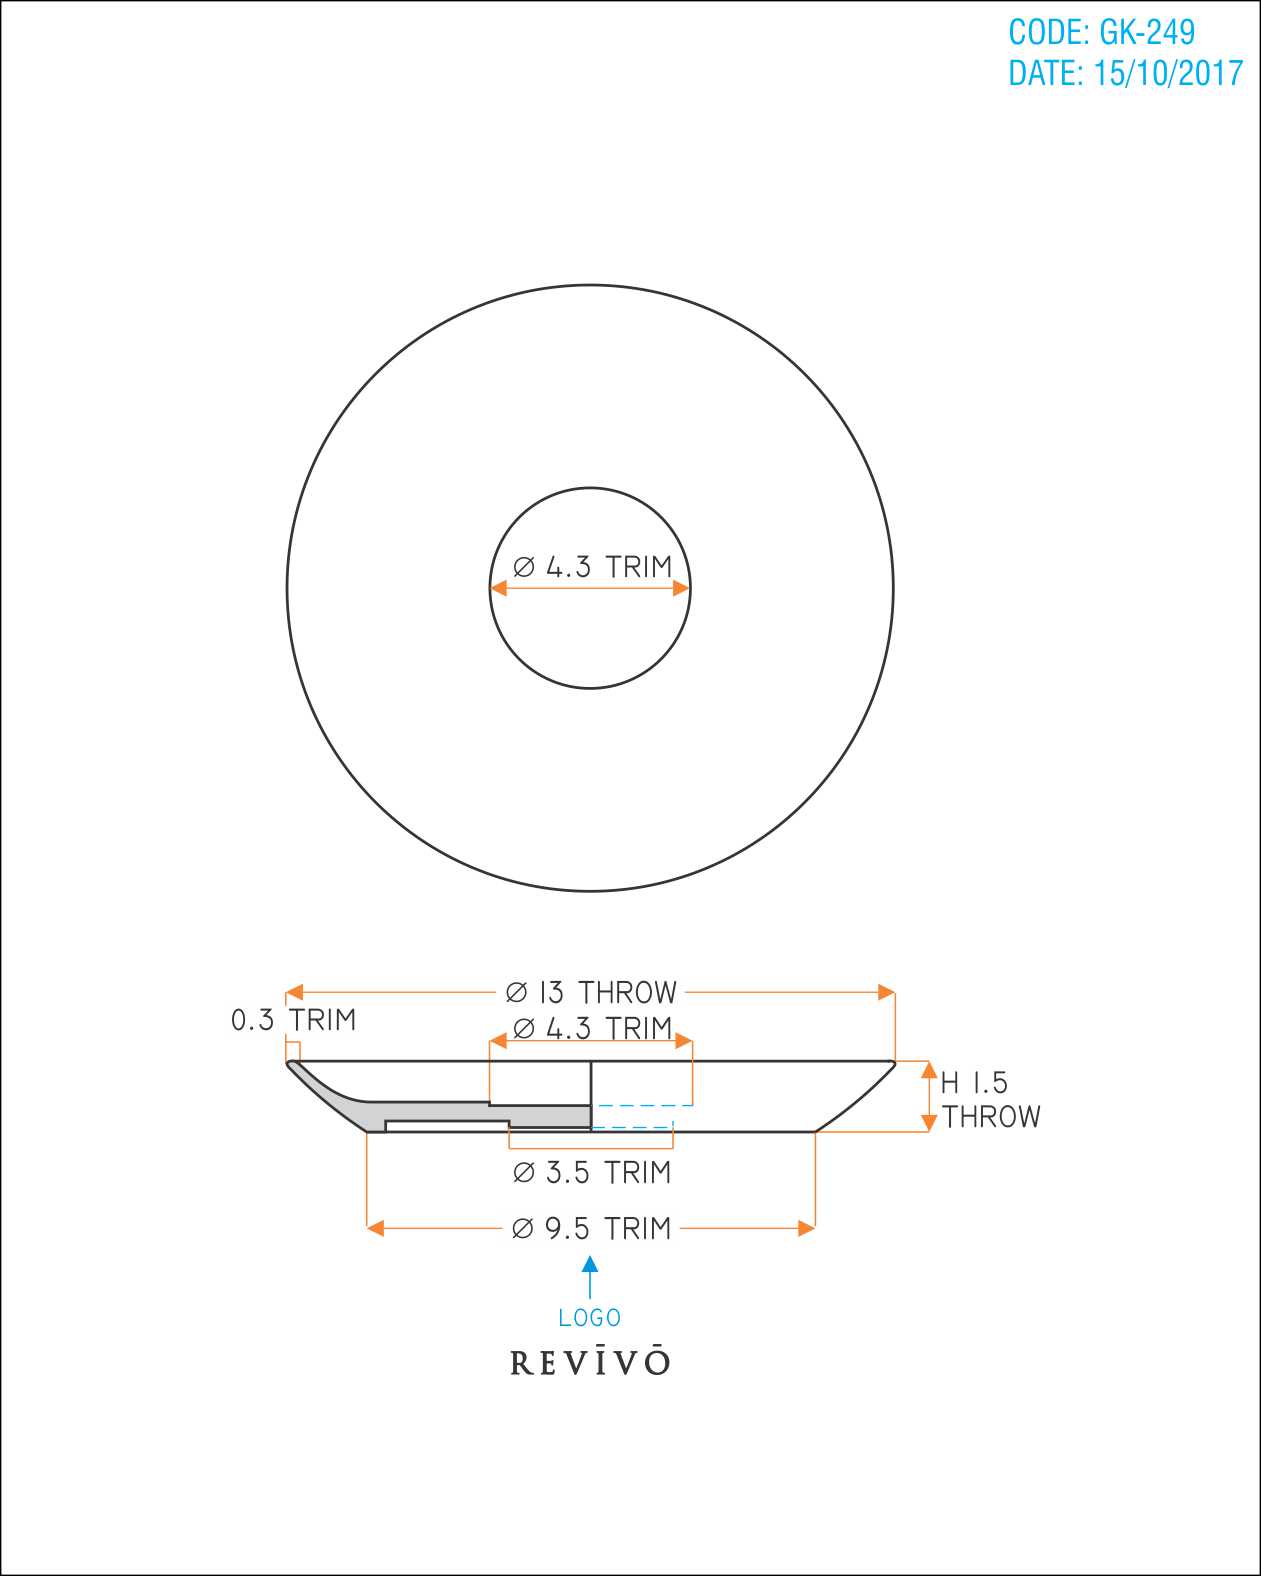 CODE: GK-249
DATE: 15/10/2017
Ø 4.3 TRIM
Ø 13 THROW
0.3 TRIM
Ø 4.3 TRIM
H 1.5
THROW
Ø 3.5 TRIM
Ø 9.5 TRIM
LOGO
REVĪVŌ